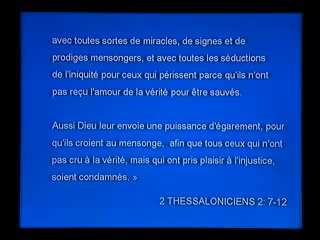 avec toutes sortes de miracles, de signes et de
prodiges mensongers, et avec toutes les séductions
de l'iniquité pour ceux qui périssent parce qu'ils n'ont
pas reçu l'amour de la vérité pour être sauvés.
Aussi Dieu leur envoie une puissance d'égarement, pour
qu'ils croient au mensonge, afin que tous ceux qui n'ont
pas cru à la vérité, mais qui ont pris plaisir à l'injustice,
soient condamnés. »
2 THESSALONICIENS 2: 7-12